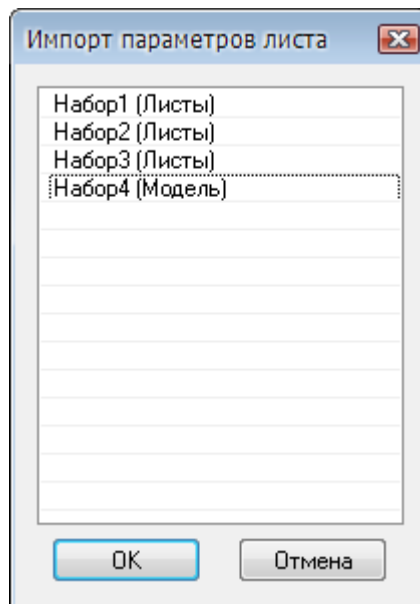 Импорт параметров листа
Набор1 (Листы)
Набор2 (Листы)
Набор3 (Листы)
Набор4 (Модель)
OK
Отмена